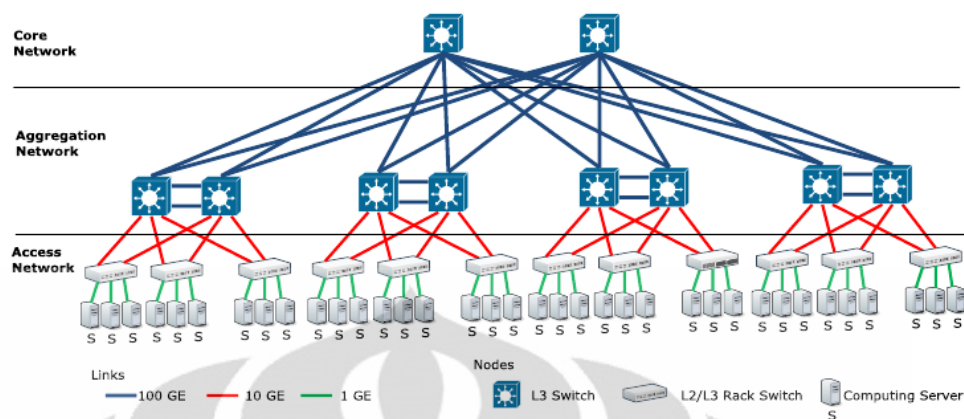 Core
Network
Aggregation
Network
Access
Network
S S S S S S S S S S S S S S S S S S S S S S S S S S S S S S S S S S S S
Links
Nodes
100 GE
10 GE
1 GE
L3 Switch
L2/L3 Rack Switch
Computing Server
S